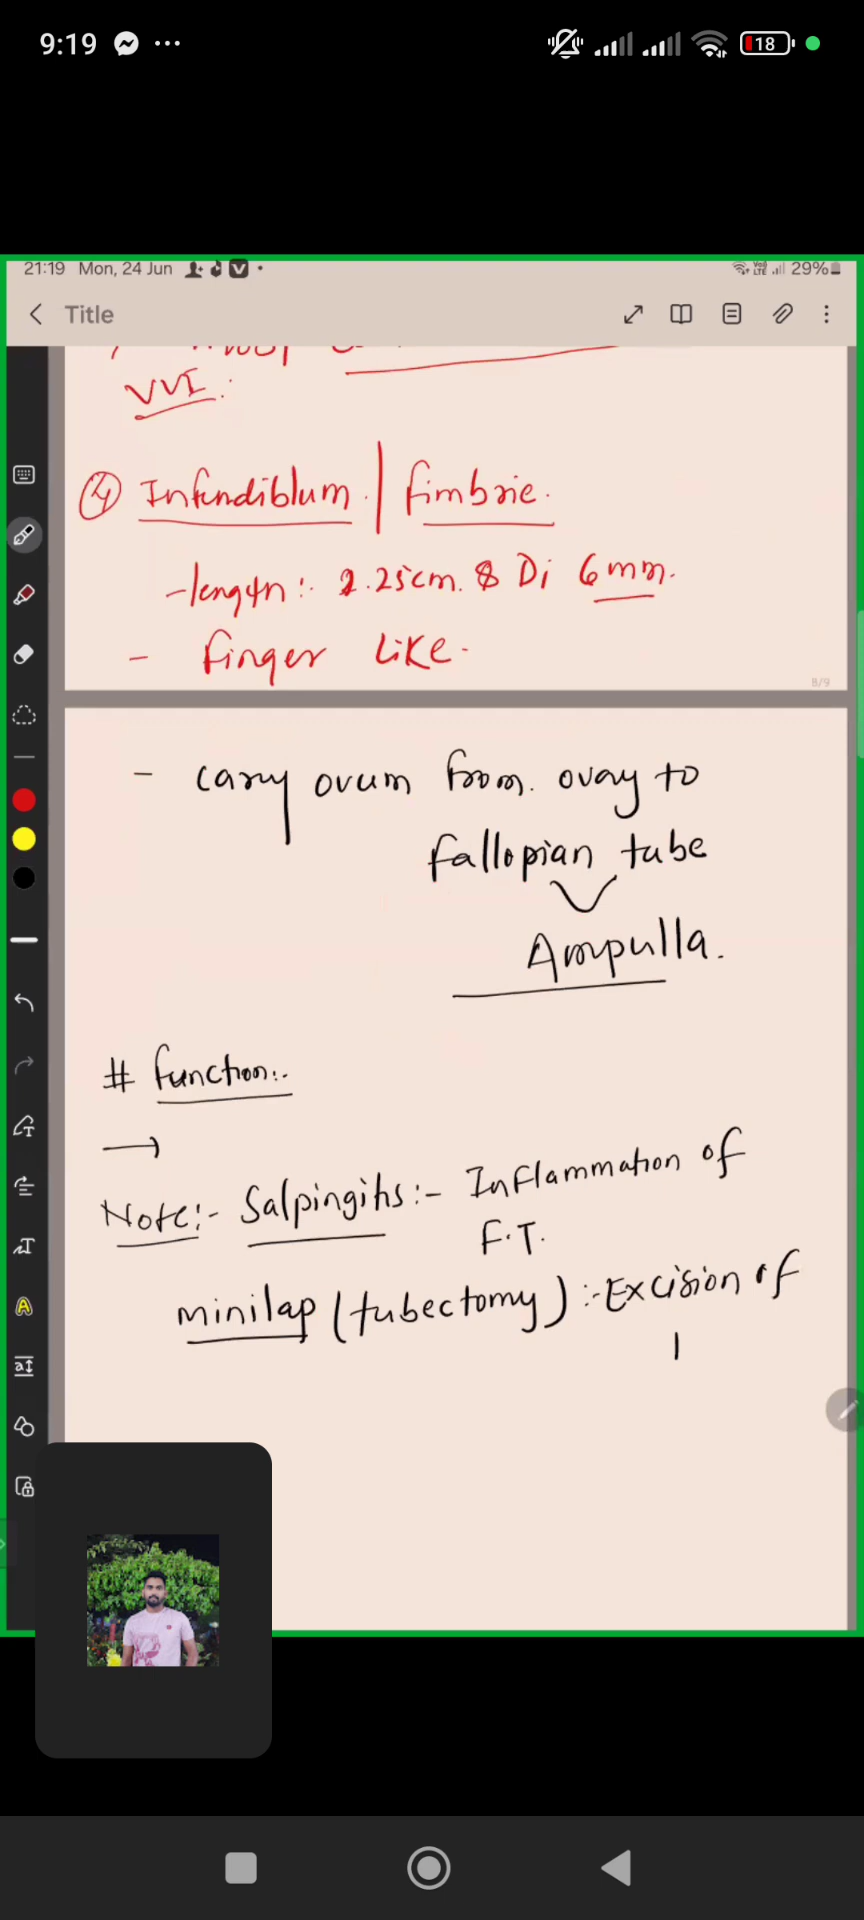 9:19
18
21:19 Mon, 24 Jun
29%
Title
VVI:
④ Infundiblum / fimbrie.
- length:. 2.25cm. & Di 6mm.
- finger like.
8/9
- carry ovum from. ovary to
fallopian tube
Ampulla.
# function:-
Note:- Salpingitis:- Inflammation of
F.T.
minilap (tubectomy) :- Excision of